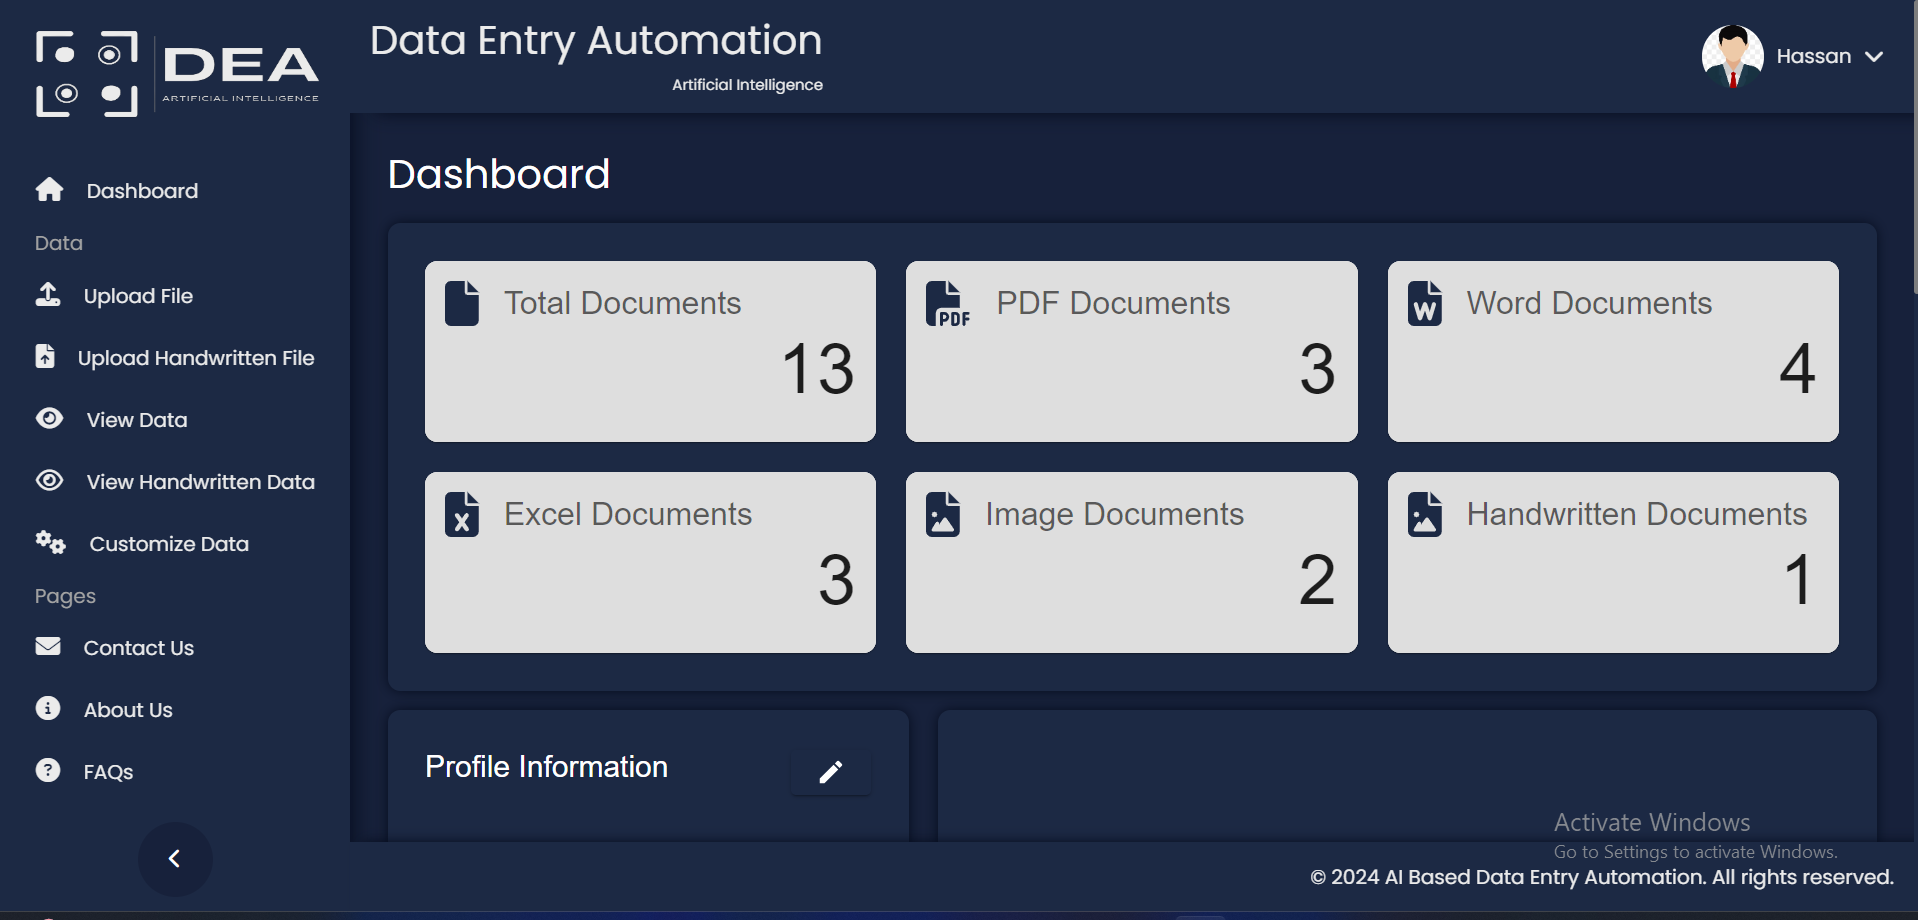 DEA
ARTIFICIAL INTELLIGENCE
Data Entry Automation
Artificial Intelligence
Hassan
Dashboard
Data
Upload File
Upload Handwritten File
View Data
View Handwritten Data
Customize Data
Pages
Contact Us
About Us
FAQs
Dashboard
Total Documents
13
PDF
PDF Documents
3
W
Word Documents
4
X
Excel Documents
3
Image Documents
2
Handwritten Documents
1
Profile Information
Activate Windows
Go to Settings to activate Windows.
© 2024 AI Based Data Entry Automation. All rights reserved.